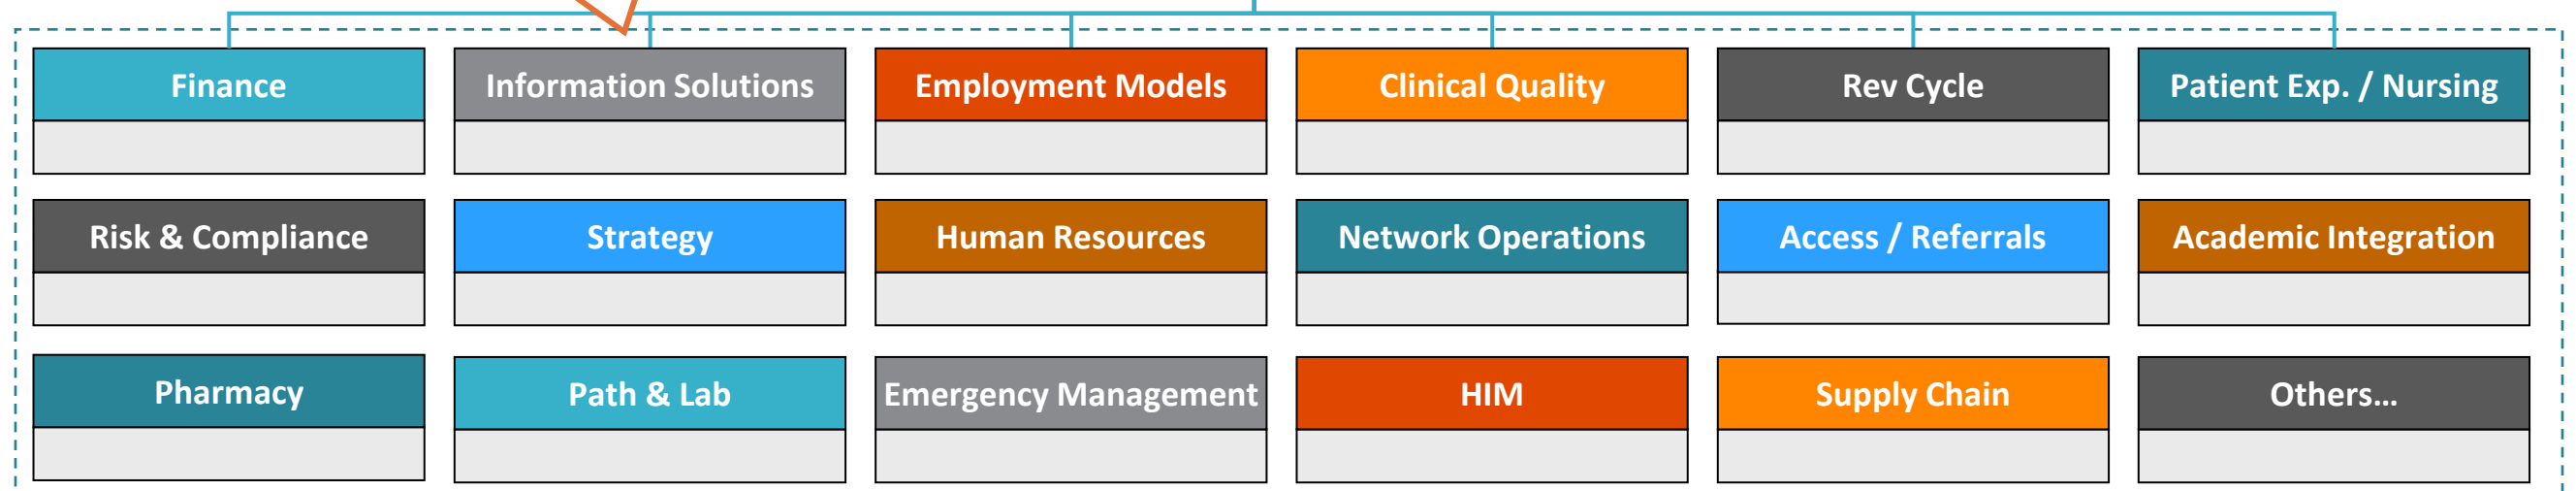 Finance
Information Solutions
Employment Models
Clinical Quality
Rev Cycle
Patient Exp. / Nursing
Risk & Compliance
Strategy
Human Resources
Network Operations
Access / Referrals
Academic Integration
Pharmacy
Path & Lab
Emergency Management
HIM
Supply Chain
Others...